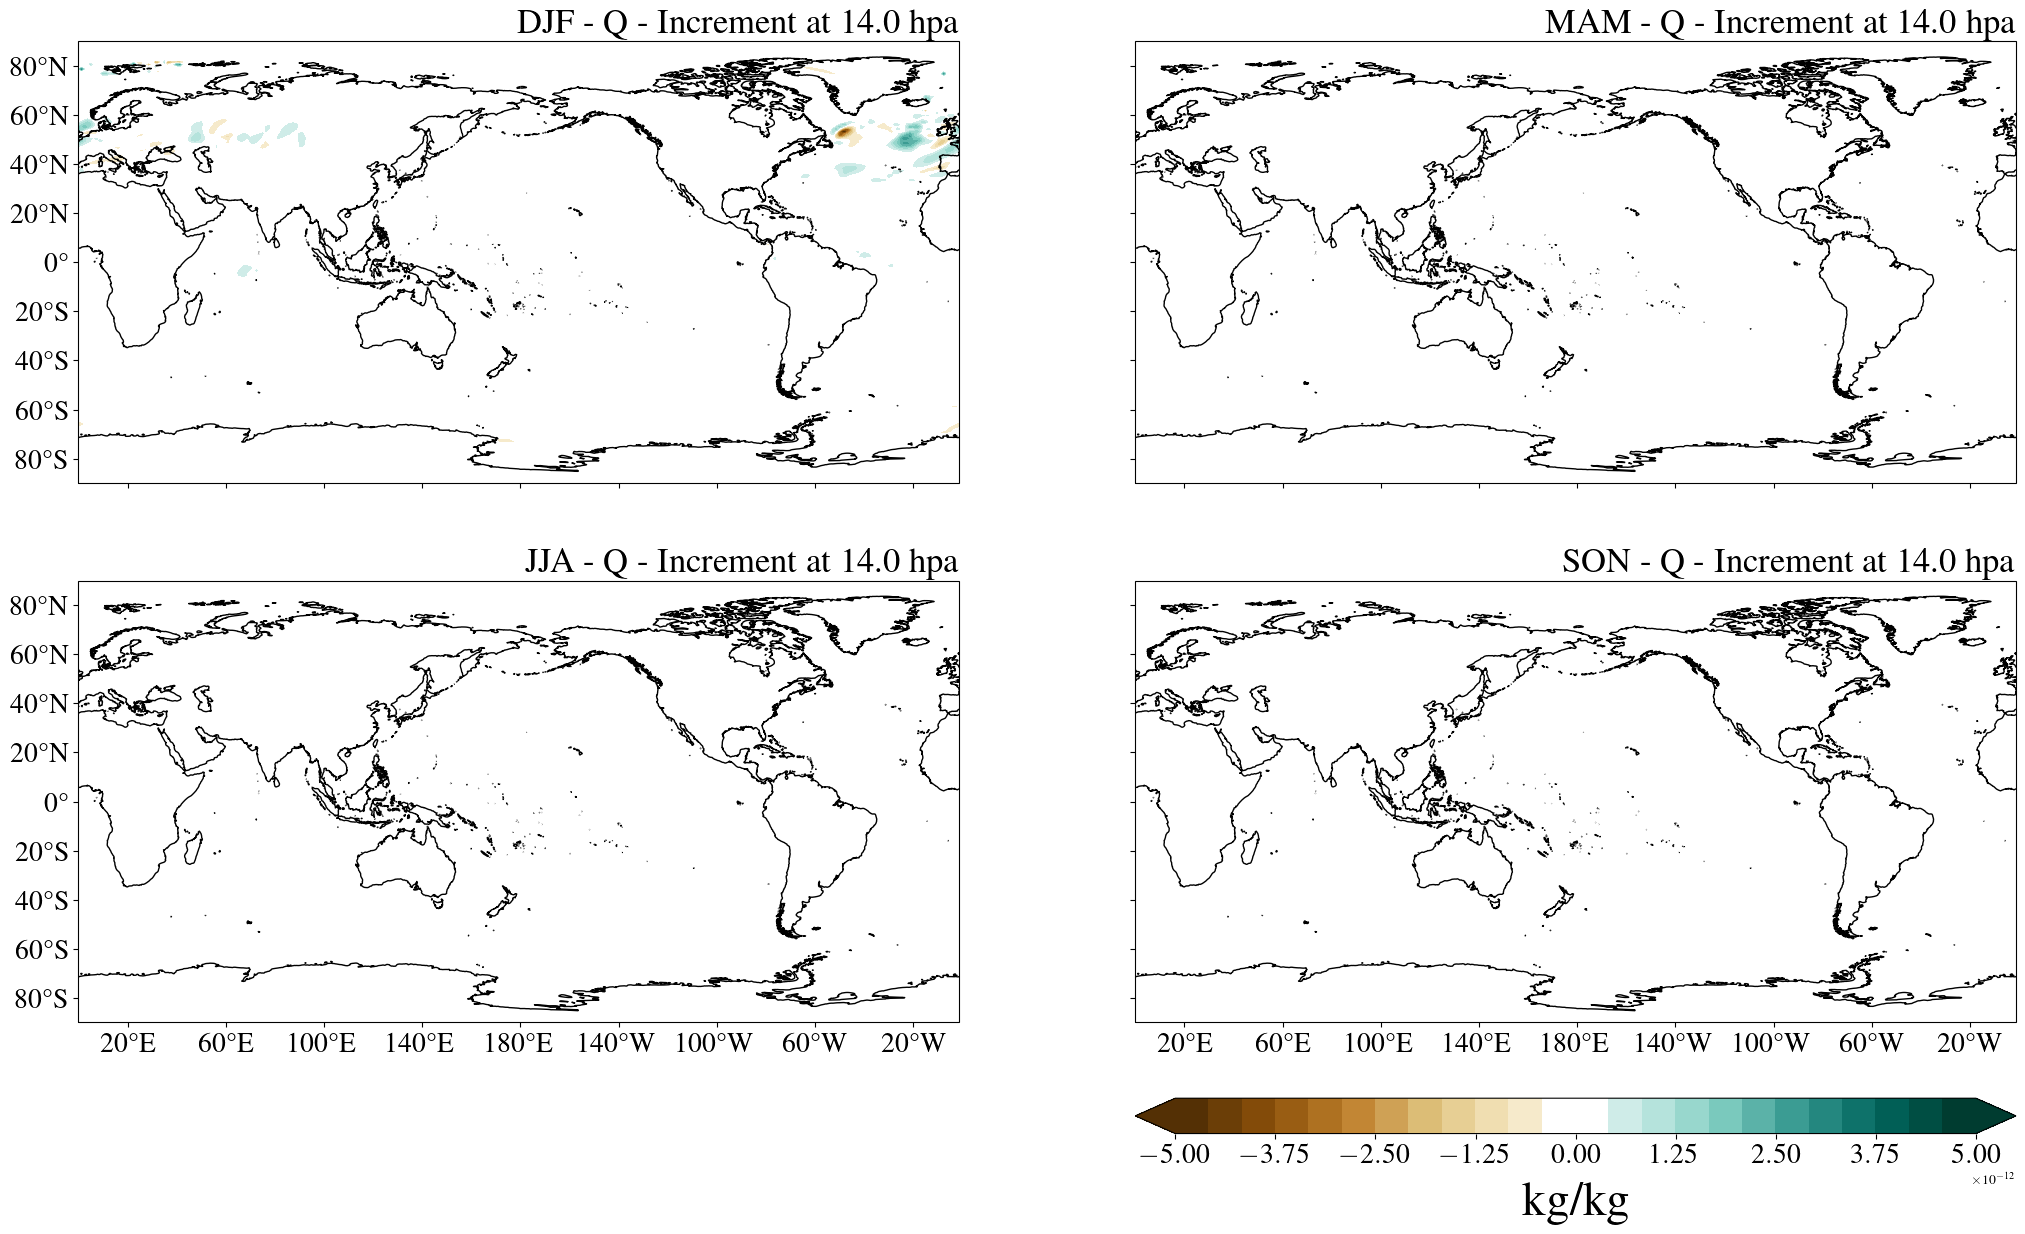 DJF - Q - Increment at 14.0 hpa
MAM - Q - Increment at 14.0 hpa
80°N
60°N
40°N
20°N
0°
20°S
40°S
60°S
80°S
JJA - Q - Increment at 14.0 hpa
SON - Q - Increment at 14.0 hpa
80°N
60°N
40°N
20°N
0°
20°S
40°S
60°S
80°S
20°E 60°E 100°E 140°E 180°E 140°W 100°W 60°W 20°W
20°E 60°E 100°E 140°E 180°E 140°W 100°W 60°W 20°W
−5.00 −3.75 −2.50 −1.25 0.00 1.25 2.50 3.75 5.00
×10⁻¹²
kg/kg